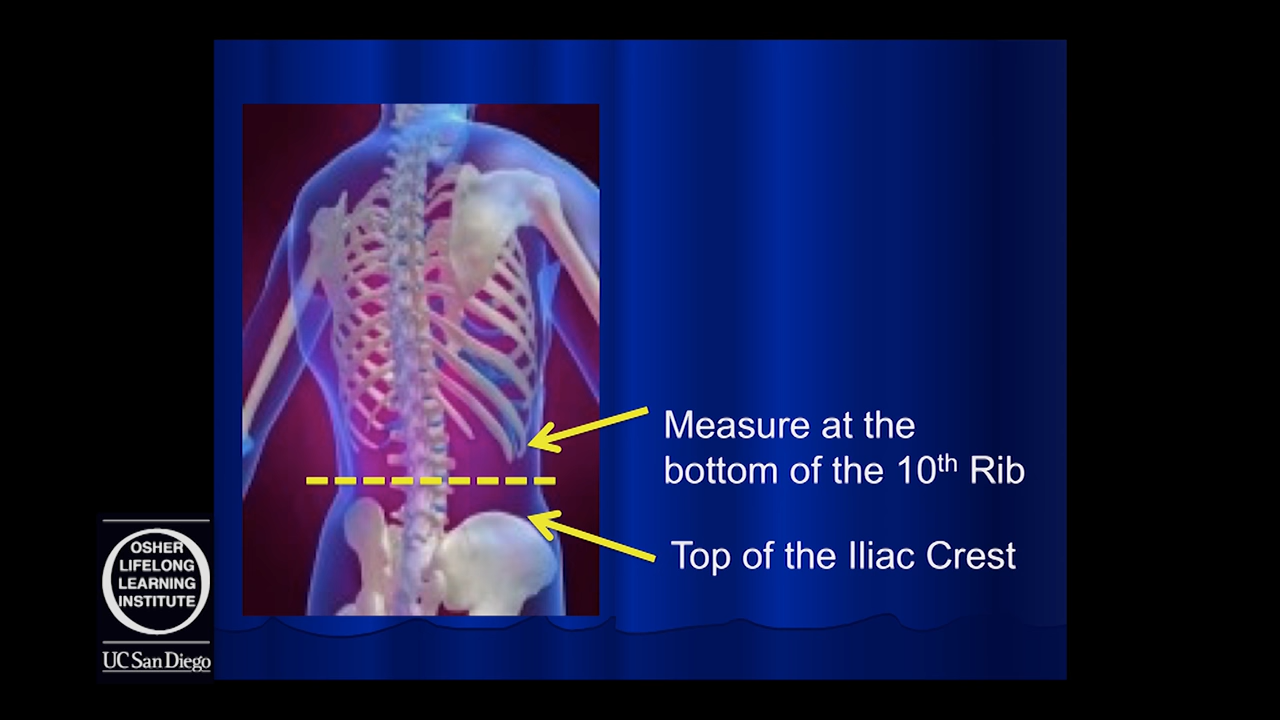 Measure at the
bottom of the 10th Rib
Top of the Iliac Crest
OSHER
LIFELONG
LEARNING
INSTITUTE
UC San Diego